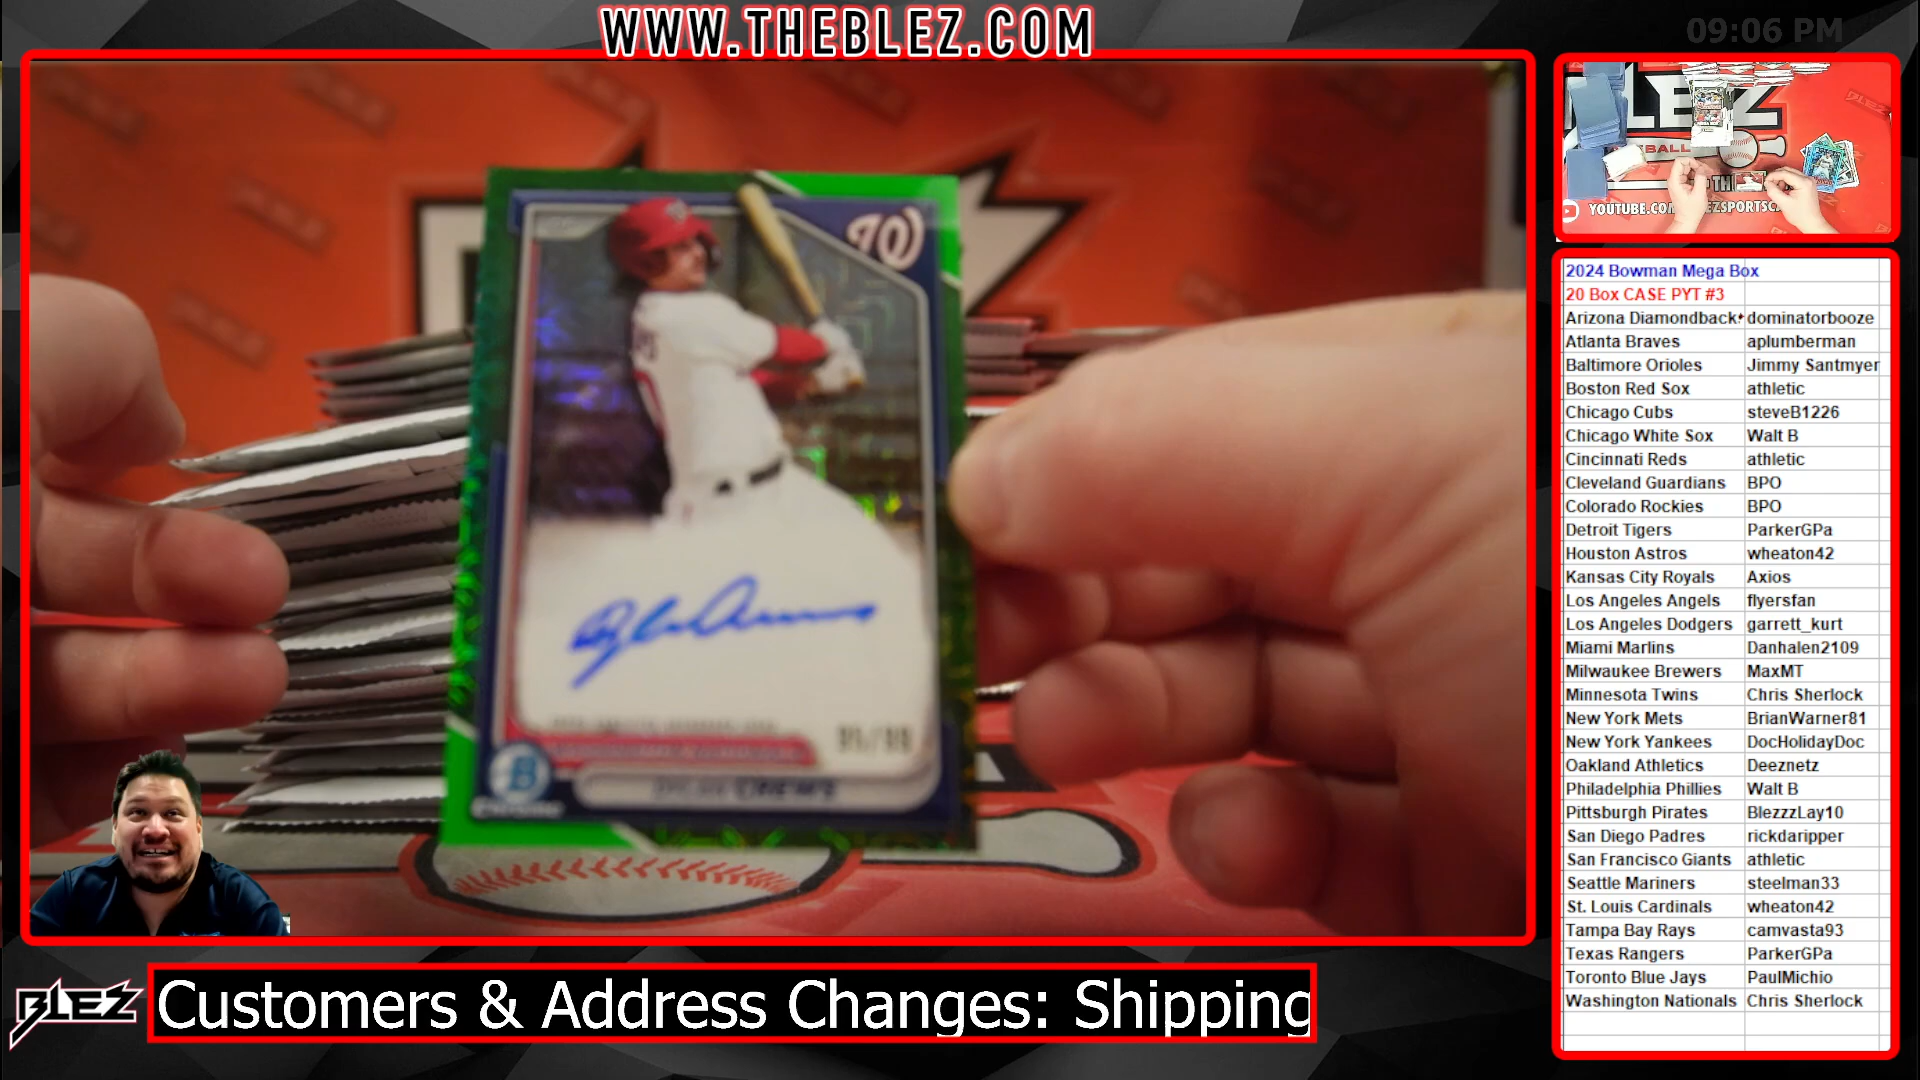 WWW.THEBLEZ.COM
09:06 PM
YOUTUBE.COM
2024 Bowman Mega Box
20 Box CASE PYT #3
Arizona Diamondback dominatorbooze
Atlanta Braves aplumberman
Baltimore Orioles Jimmy Santmyer
Boston Red Sox athletic
Chicago Cubs steveB1226
Chicago White Sox Walt B
Cincinnati Reds athletic
Cleveland Guardians BPO
Colorado Rockies BPO
Detroit Tigers ParkerGPa
Houston Astros wheaton42
Kansas City Royals Axios
Los Angeles Angels flyersfan
Los Angeles Dodgers garrett_kurt
Miami Marlins Danhalen2109
Milwaukee Brewers MaxMT
Minnesota Twins Chris Sherlock
New York Mets BrianWarner81
New York Yankees DocHolidayDoc
Oakland Athletics Deeznetz
Philadelphia Phillies Walt B
Pittsburgh Pirates BlezzzLay10
San Diego Padres rickdaripper
San Francisco Giants athletic
Seattle Mariners steelman33
St. Louis Cardinals wheaton42
Tampa Bay Rays camvasta93
Texas Rangers ParkerGPa
Toronto Blue Jays PaulMichio
Washington Nationals Chris Sherlock
W
B
Chrome
DYLAN CREWS
BLEZ
Customers & Address Changes: Shipping